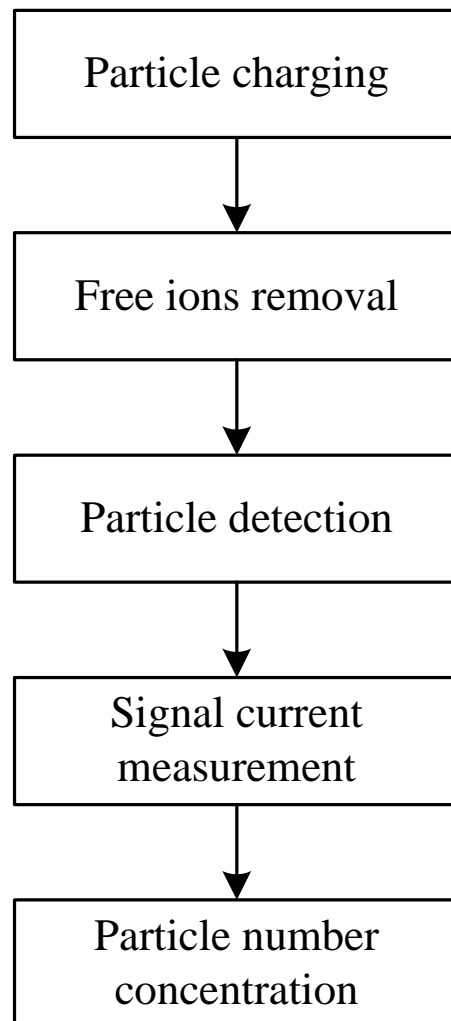 Particle charging
Free ions removal
Particle detection
Signal current
measurement
Particle number
concentration